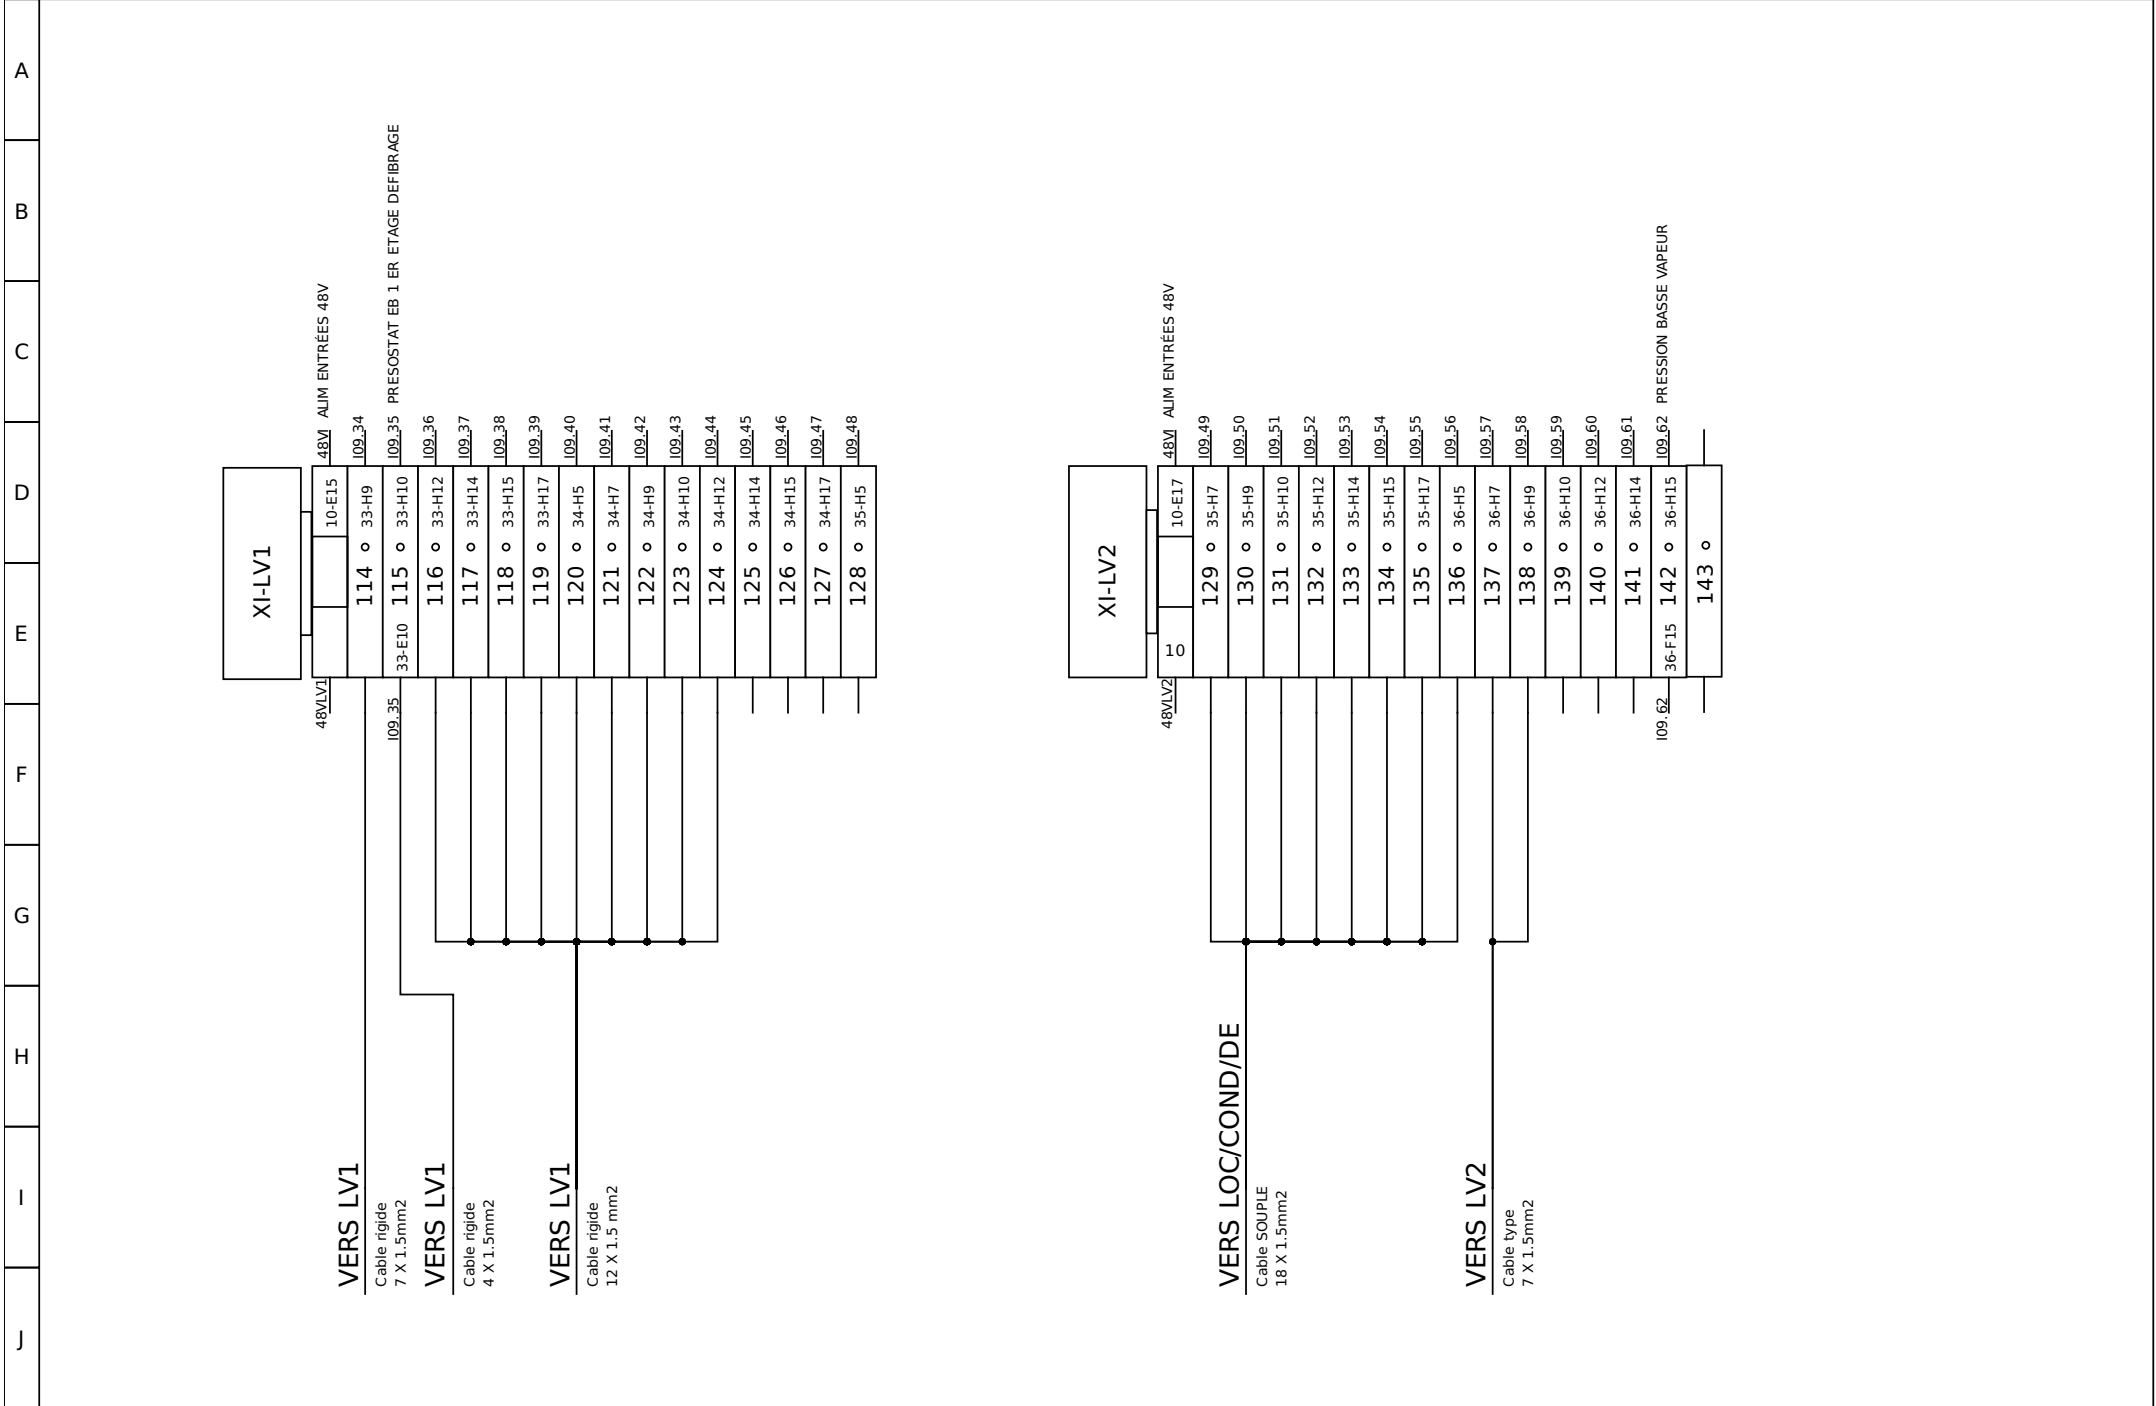 A
B
C
D
E
F
G
H
I
J
XI-LV1
48V ALIM ENTRÉES 48V
10-E15
48VLV1
I09.34
33-H9
114
I09.35 PRESOSTAT EB 1 ER ETAGE DEFIBRAGE
33-H10
115
33-E10
I09.35
I09.36
33-H12
116
I09.37
33-H14
117
I09.38
33-H15
118
I09.39
33-H17
119
I09.40
34-H5
120
I09.41
34-H7
121
I09.42
34-H9
122
I09.43
34-H10
123
I09.44
34-H12
124
I09.45
34-H14
125
I09.46
34-H15
126
I09.47
34-H17
127
I09.48
35-H5
128
VERS LV1
Cable rigide
7 X 1.5mm2
VERS LV1
Cable rigide
4 X 1.5mm2
VERS LV1
Cable rigide
12 X 1.5 mm2
XI-LV2
48V ALIM ENTRÉES 48V
10-E17
10
48VLV2
I09.49
35-H7
129
I09.50
35-H9
130
I09.51
35-H10
131
I09.52
35-H12
132
I09.53
35-H14
133
I09.54
35-H15
134
I09.55
35-H17
135
I09.56
36-H5
136
I09.57
36-H7
137
I09.58
36-H9
138
I09.59
36-H10
139
I09.60
36-H12
140
I09.61
36-H14
141
I09.62 PRESSION BASSE VAPEUR
36-H15
142
36-F15
I09.62
143
VERS LOC/COND/DE
Cable SOUPLE
18 X 1.5mm2
VERS LV2
Cable type
7 X 1.5mm2